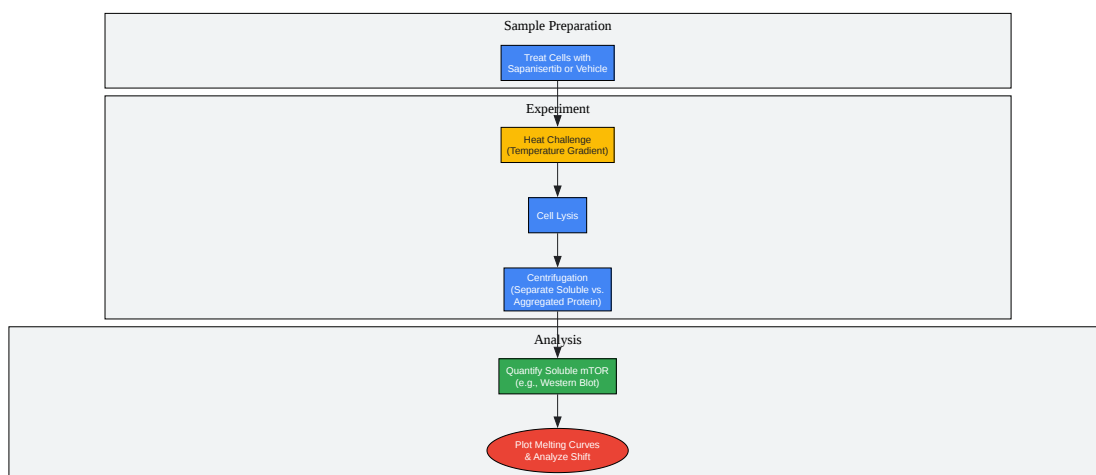 Sample Preparation
Treat Cells with
Sapanisertib or Vehicle
Experiment
Heat Challenge
(Temperature Gradient)
Cell Lysis
Centrifugation
(Separate Soluble vs.
Aggregated Protein)
Analysis
Quantify Soluble mTOR
(e.g., Western Blot)
Plot Melting Curves
& Analyze Shift